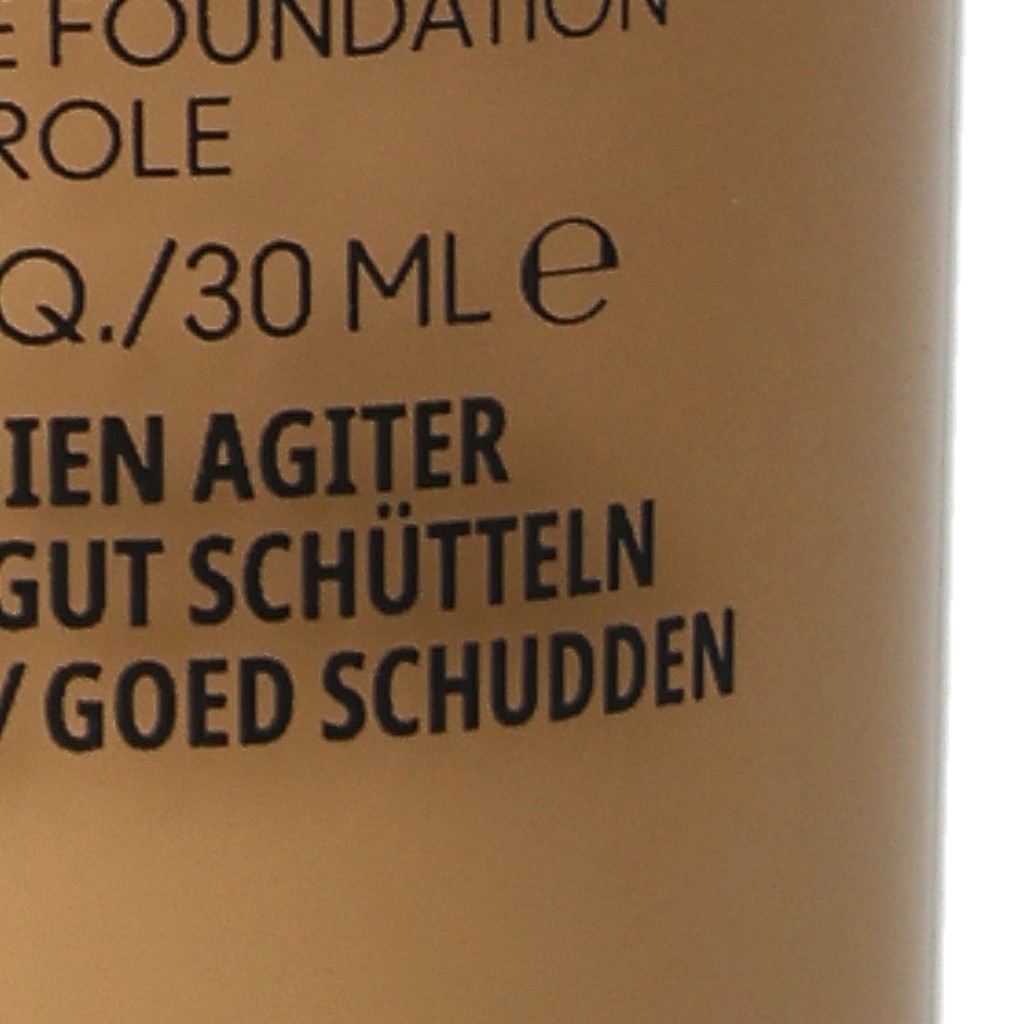 E FOUNDATION
ROLE
Q./30 ML ℮
IEN AGITER
GUT SCHÜTTELN
/ GOED SCHUDDEN